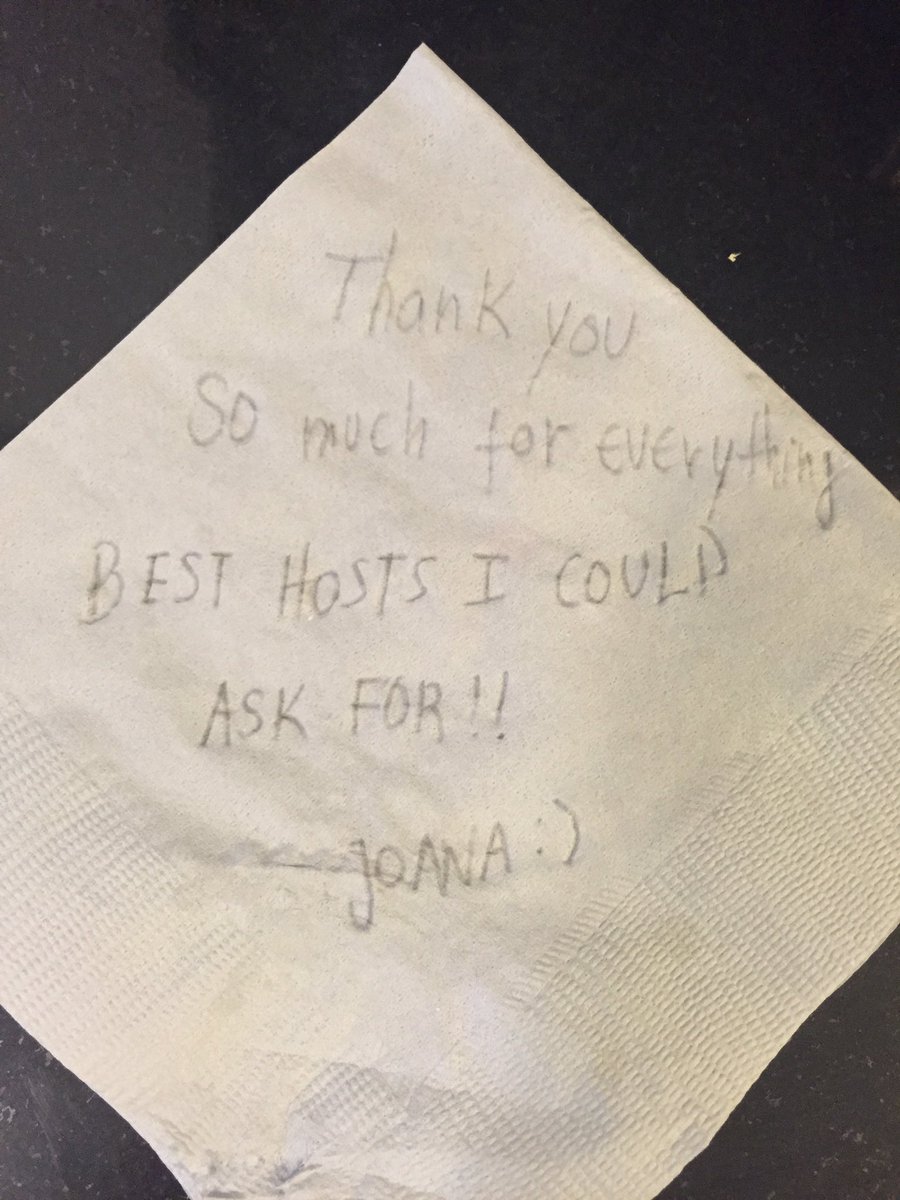 Thank you
So much for everything
BEST HOSTS I COULD
ASK FOR!!
—JOANA :)